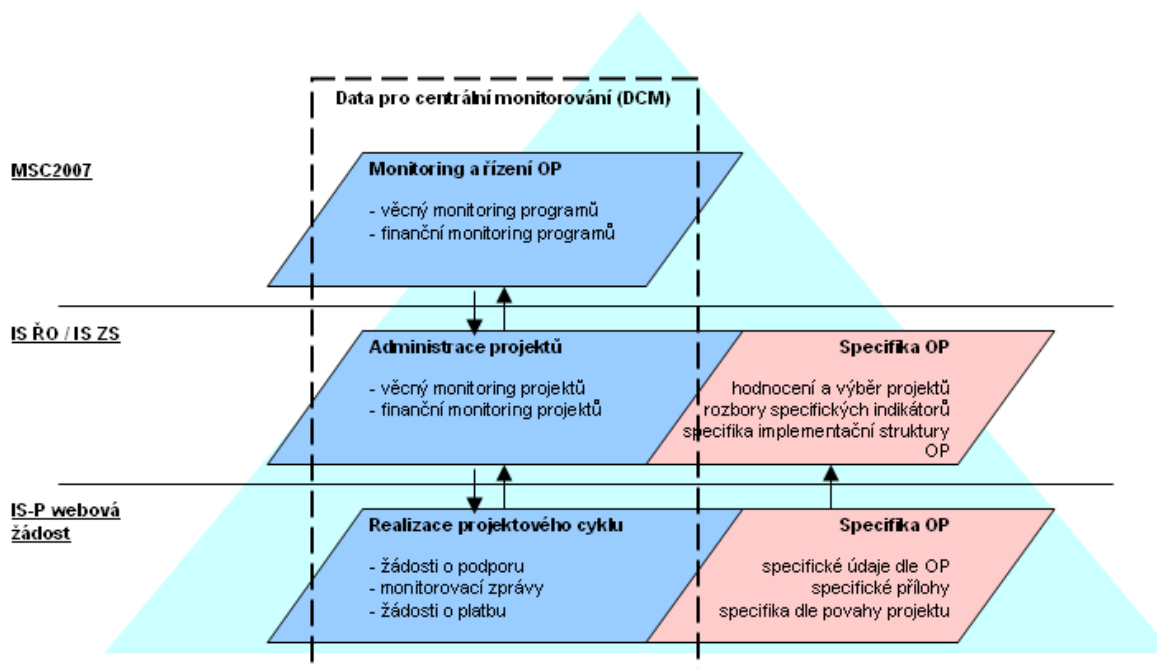 Data pro centrální monitorování (DCM)
MSC2007
Monitoring a řízení OP
- věcný monitoring programů
- finanční monitoring programů
IS ŘO / IS ZS
Administrace projektů
- věcný monitoring projektů
- finanční monitoring projektů
Specifika OP
hodnocení a výběr projektů
rozbory specifických indikátorů
specifika implementační struktury
OP
IS-P webová
žádost
Realizace projektového cyklu
- žádosti o podporu
- monitorovací zprávy
- žádosti o platbu
Specifika OP
specifické údaje dle OP
specifické přílohy
specifika dle povahy projektu